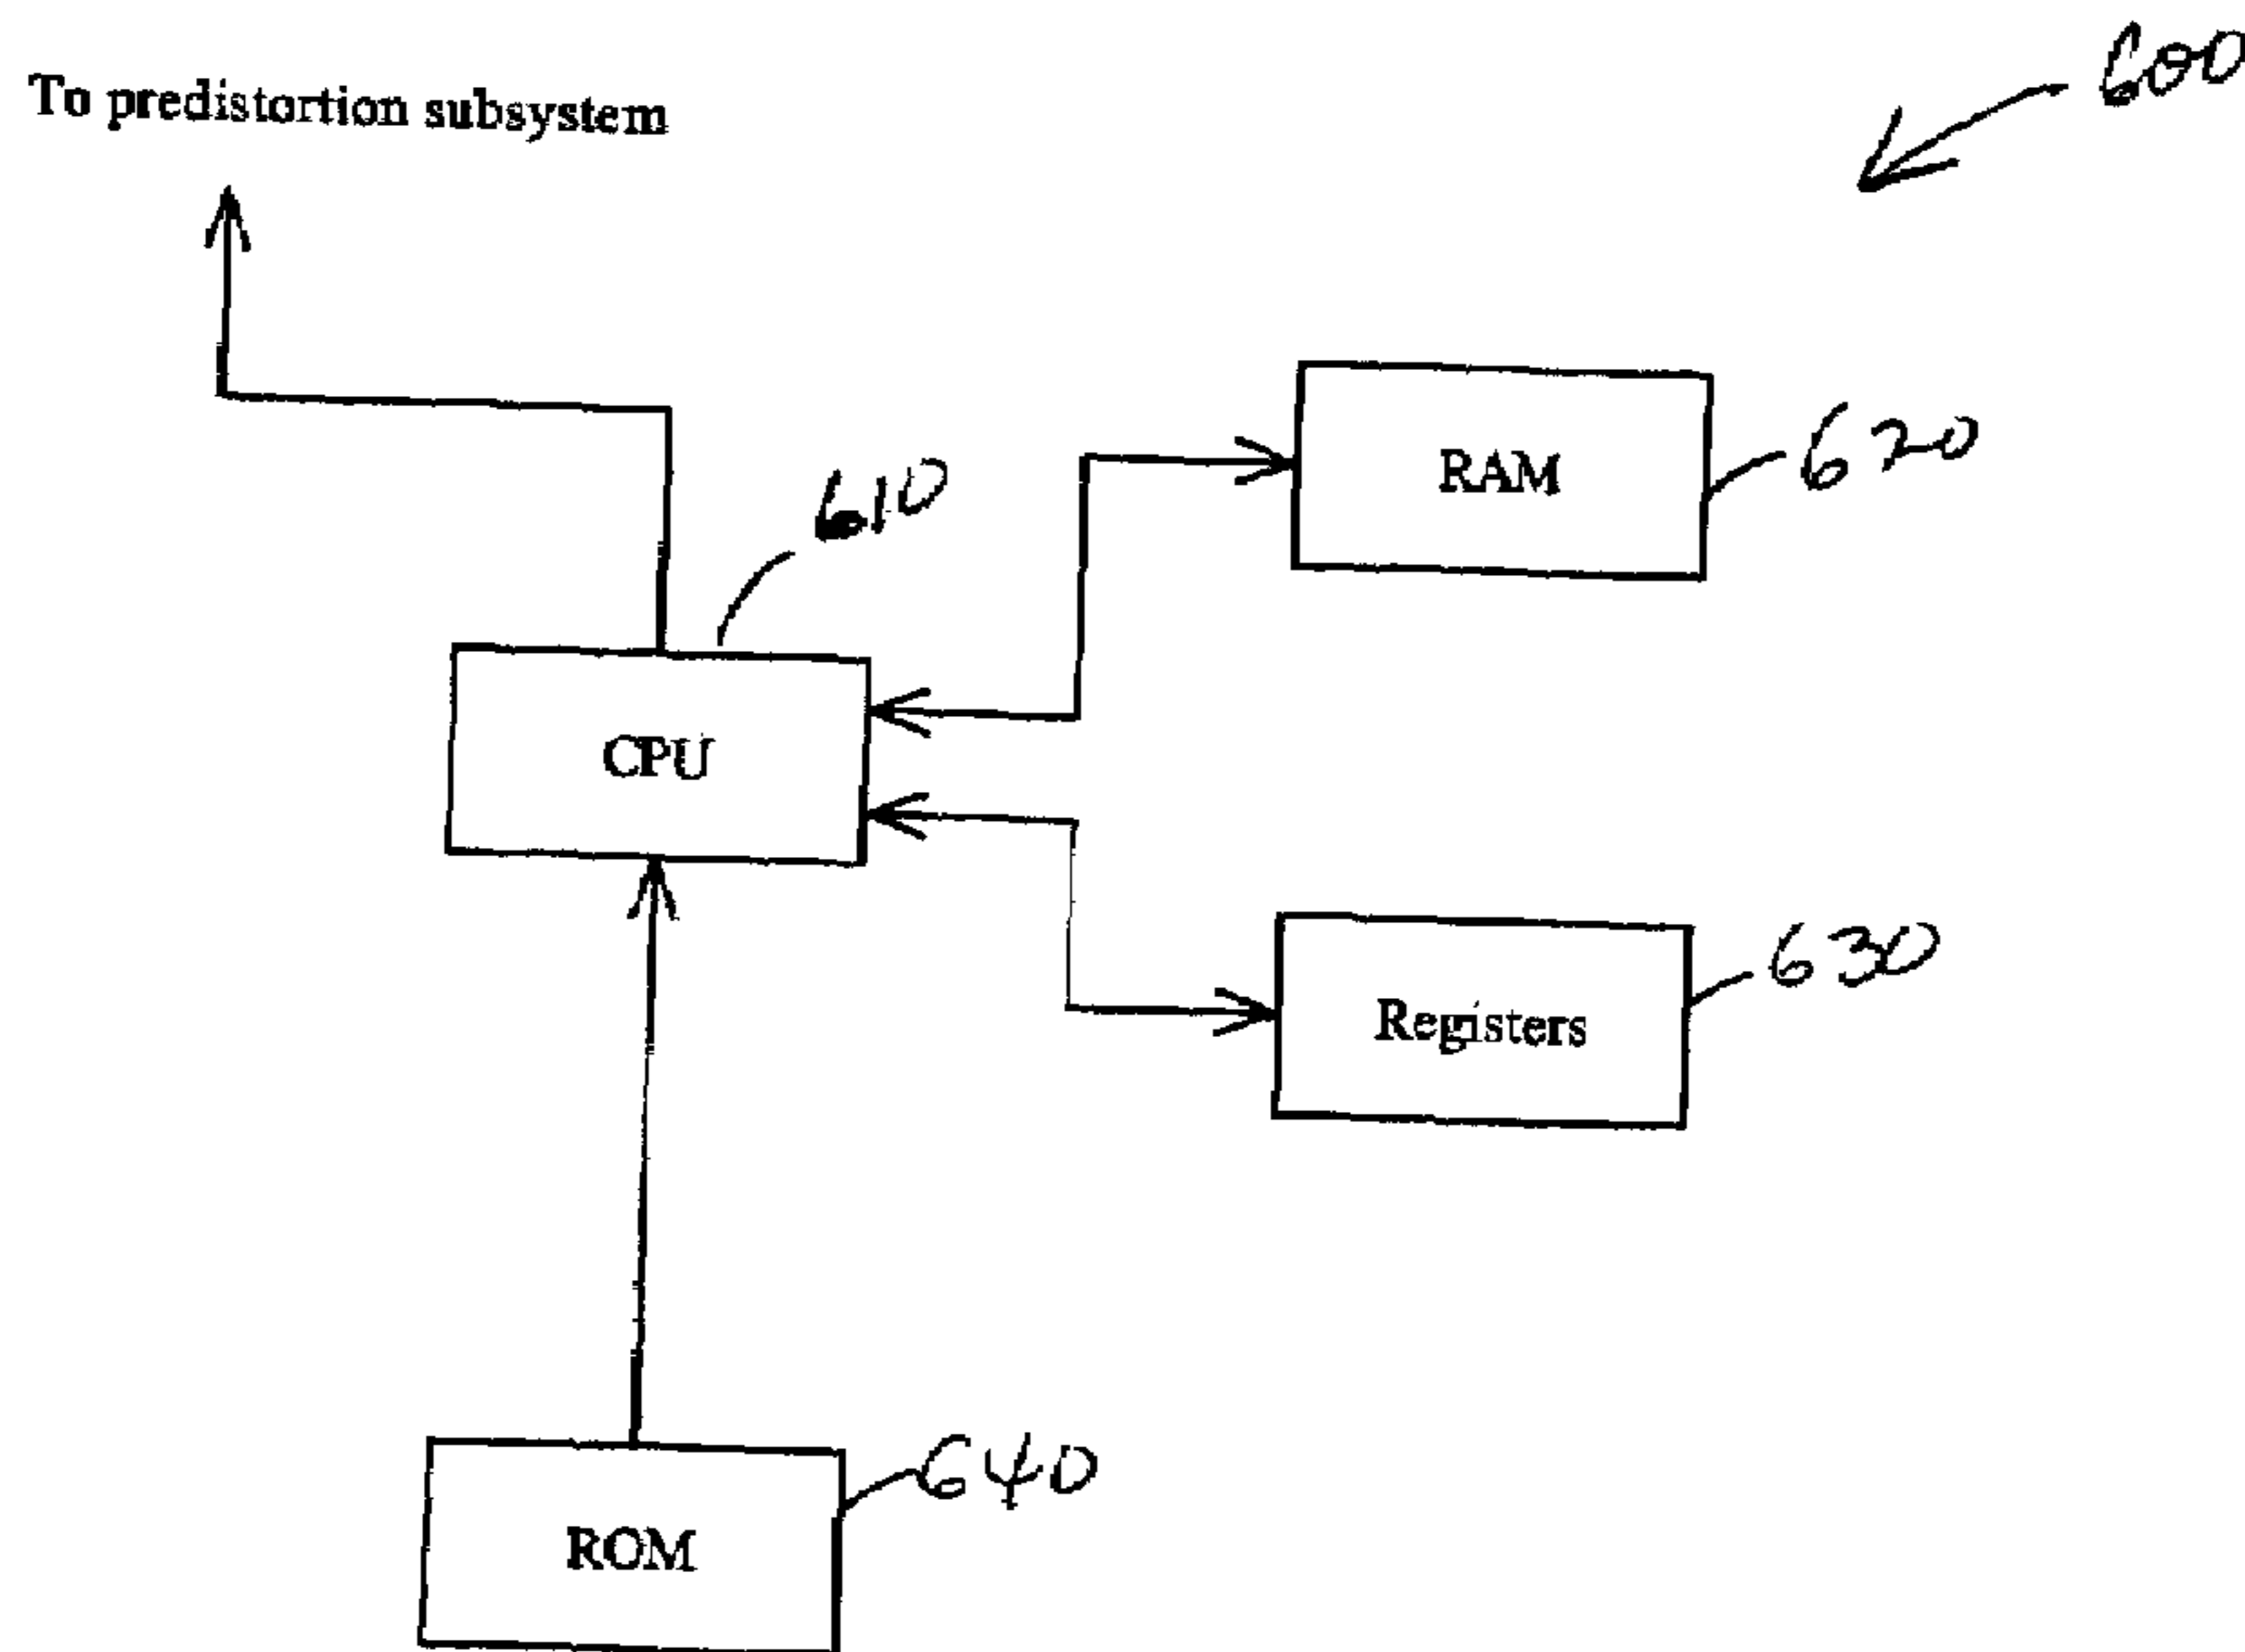 600
To predistortion subsystem
610
RAM
620
CPU
630
Registers
640
ROM